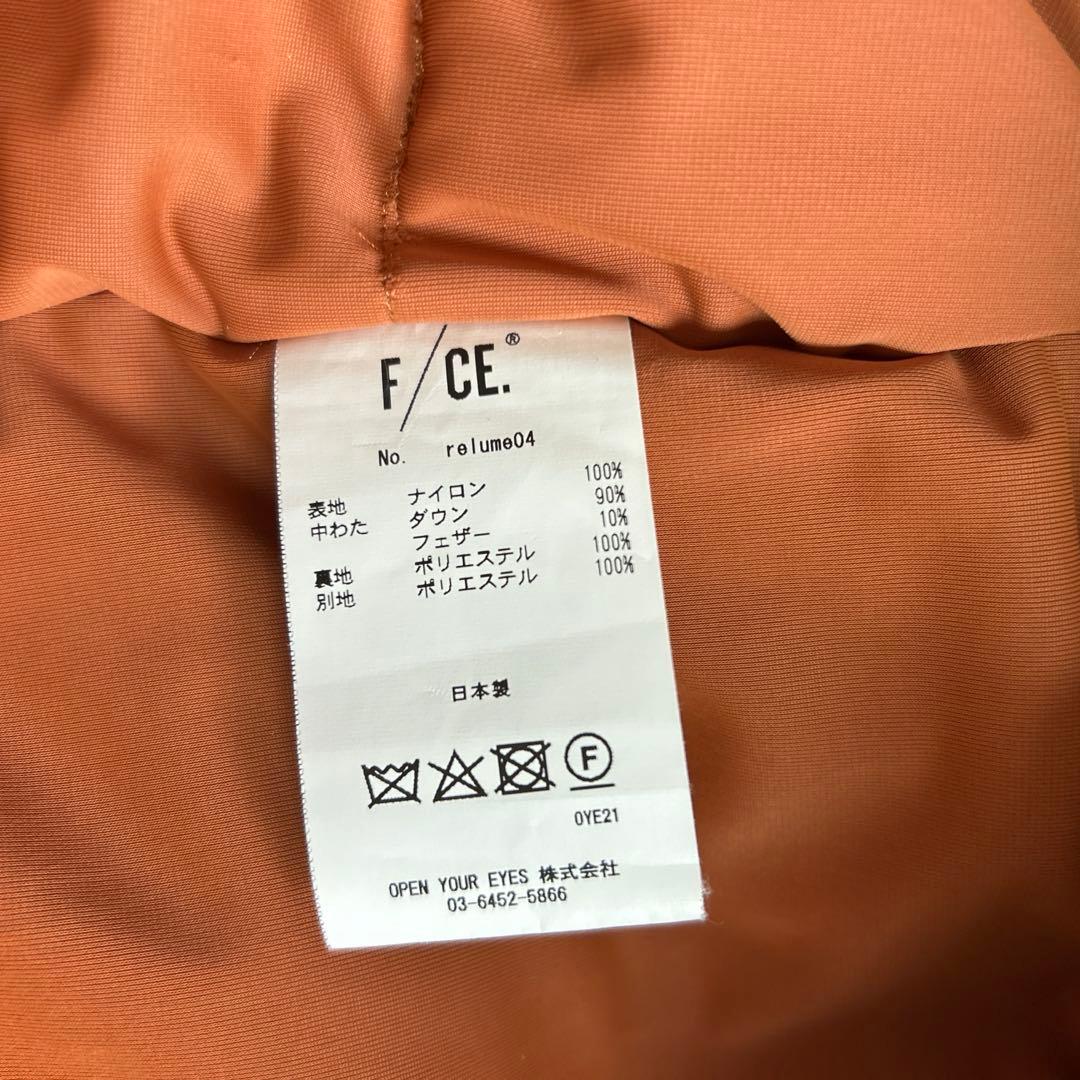 F/CE.®
No. relume04
表地 ナイロン 100%
中わた ダウン 90%
フェザー 10%
裏地 ポリエステル 100%
別地 ポリエステル 100%
日本製
F
OYE21
OPEN YOUR EYES 株式会社
03-6452-5866